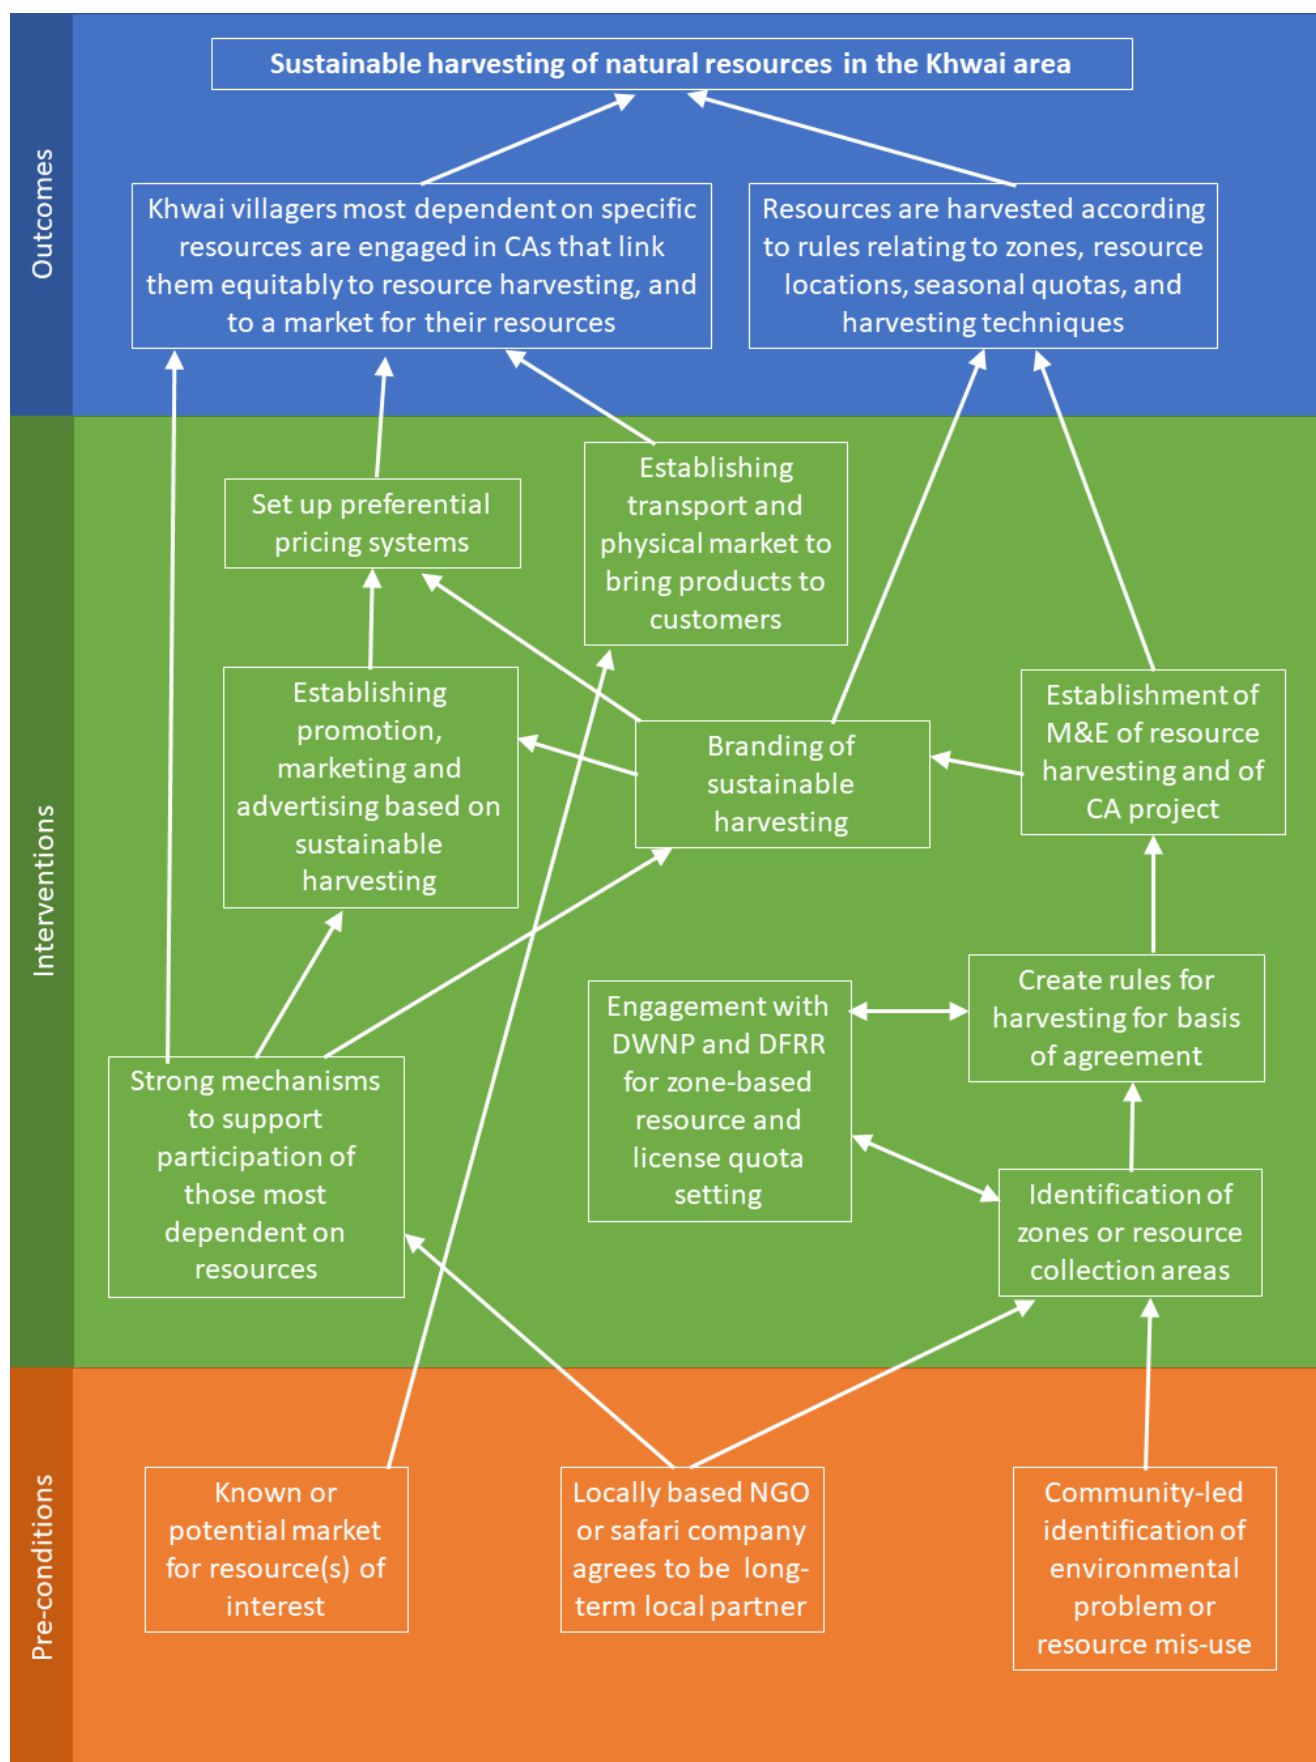 Outcomes
Sustainable harvesting of natural resources in the Khwai area
Khwai villagers most dependent on specific
resources are engaged in CAs that link
them equitably to resource harvesting, and
to a market for their resources
Resources are harvested according
to rules relating to zones, resource
locations, seasonal quotas, and
harvesting techniques
Interventions
Set up preferential
pricing systems
Establishing
transport and
physical market to
bring products to
customers
Establishing
promotion,
marketing and
advertising based on
sustainable
harvesting
Branding of
sustainable
harvesting
Establishment of
M&E of resource
harvesting and of
CA project
Strong mechanisms
to support
participation of
those most
dependent on
resources
Engagement with
DWNP and DFRR
for zone-based
resource and
license quota
setting
Create rules for
harvesting for basis
of agreement
Identification of
zones or resource
collection areas
Pre-conditions
Known or
potential market
for resource(s) of
interest
Locally based NGO
or safari company
agrees to be long-
term local partner
Community-led
identification of
environmental
problem or
resource mis-use